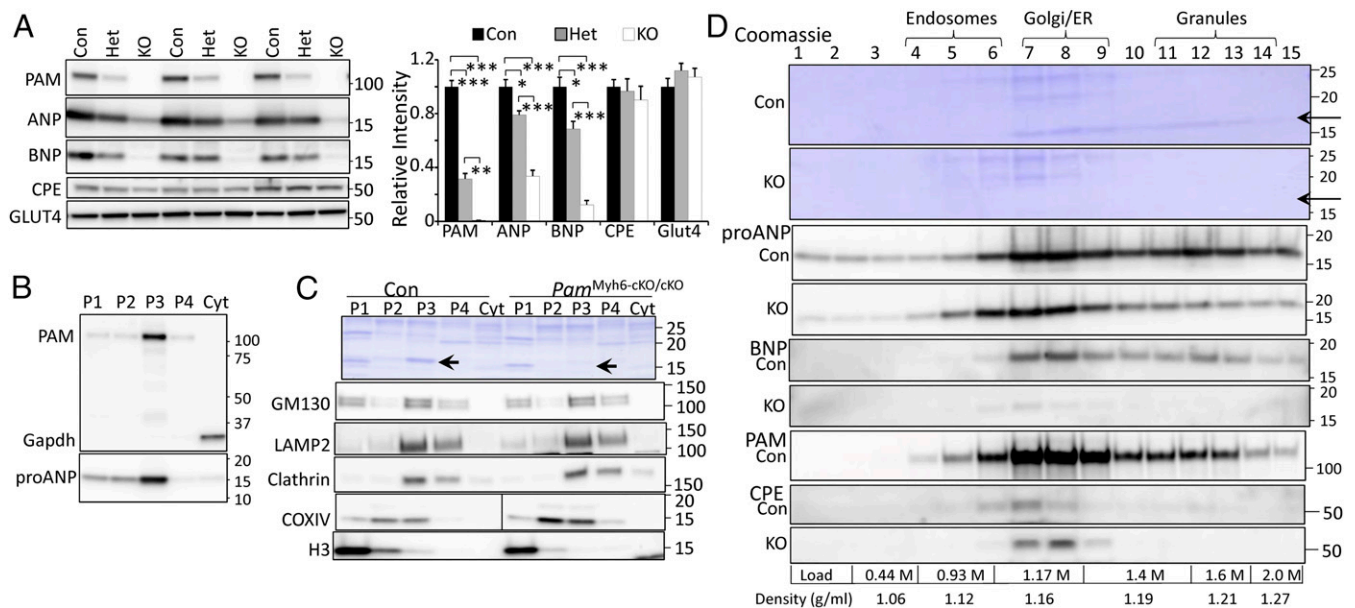 A
Con Het KO Con Het KO Con Het KO
PAM 100
ANP 15
BNP 15
CPE 50
GLUT4 50
Con Het KO
Relative Intensity
1.2
0.8
0.4
0
*** *** *** ***
*** * *
*** ***
**
PAM ANP BNP CPE Glut4
B
P1 P2 P3 P4 Cyt
PAM
100
75
50
37
Gapdh
proANP
20
15
10
C
Con Pam Myh6-cKO/cKO
P1 P2 P3 P4 Cyt P1 P2 P3 P4 Cyt
25
20
15
GM130
150
100
LAMP2
150
100
Clathrin
150
COXIV
20
15
H3
15
D
Endosomes Golgi/ER Granules
Coomassie
1 2 3 4 5 6 7 8 9 10 11 12 13 14 15
Con
25
20
15
KO
25
20
15
proANP
Con
20
15
KO
20
15
BNP
Con
20
15
KO
20
15
PAM
Con
100
CPE
Con
50
KO
50
Load 0.44 M 0.93 M 1.17 M 1.4 M 1.6 M 2.0 M
Density (g/ml) 1.06 1.12 1.16 1.19 1.21 1.27